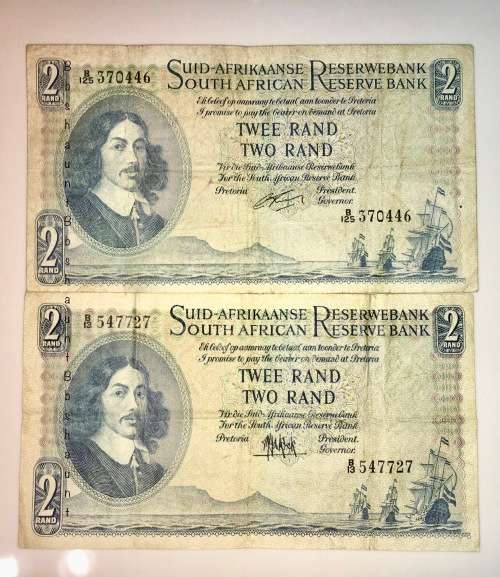 2
RAND
B/125 370446
SUID-AFRIKAANSE RESERWEBANK
SOUTH AFRICAN RESERVE BANK
2
RAND
Ek beloof op aanvraag te betaal aan toonder te Pretoria
I promise to pay the Bearer on Demand at Pretoria
TWEE RAND
TWO RAND
Vir die Suid-Afrikaanse Reserwebank
For the South African Reserve Bank
Pretoria President.
Governor.
B/125 370446
2
RAND
2
B/13 547727
SUID-AFRIKAANSE RESERWEBANK
SOUTH AFRICAN RESERVE BANK
2
RAND
Ek beloof op aanvraag te betaal aan toonder te Pretoria
I promise to pay the Bearer on Demand at Pretoria
TWEE RAND
TWO RAND
Vir die Suid-Afrikaanse Reserwebank
For the South African Reserve Bank
Pretoria President.
Governor.
B/13 547727
2
RAND